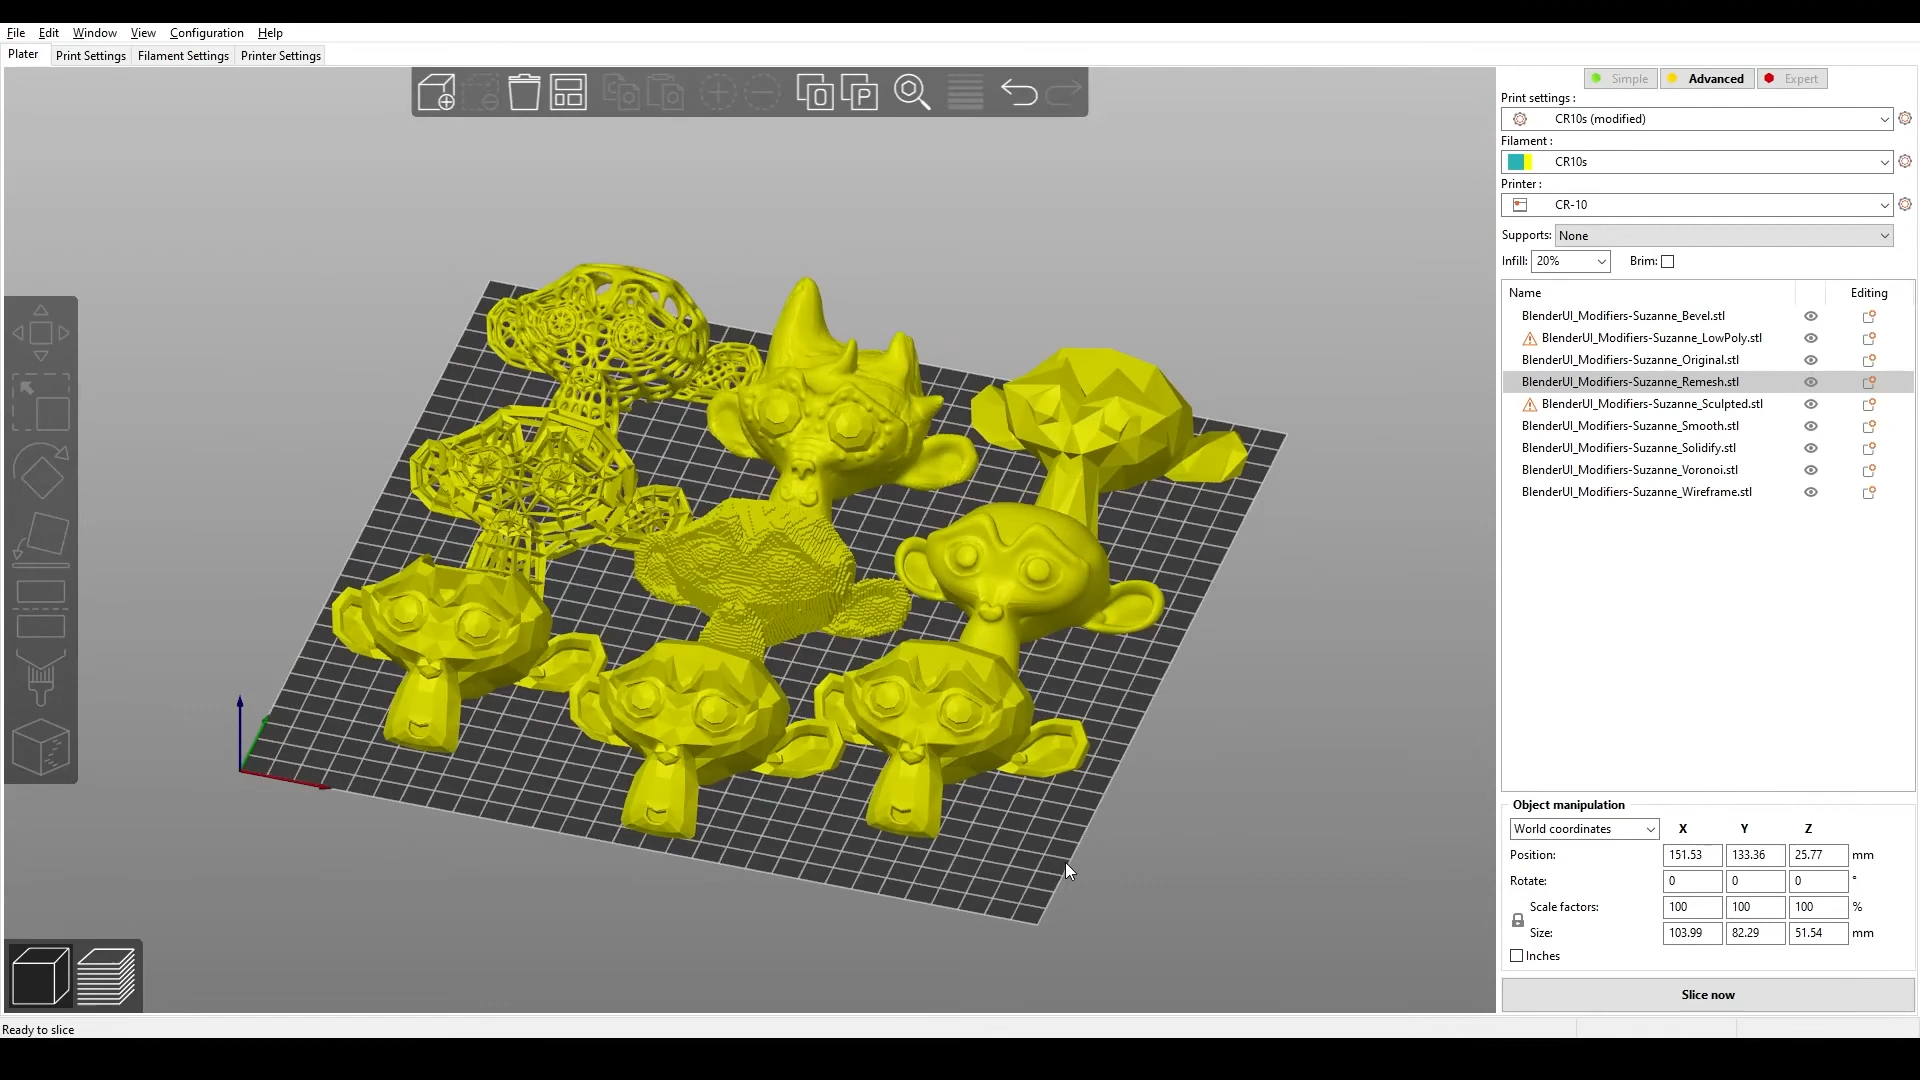 File Edit Window View Configuration Help
Plater Print Settings Filament Settings Printer Settings
Simple Advanced Expert
Print settings :
CR10s (modified)
Filament :
CR10s
Printer :
CR-10
Supports: None
Infill: 20% Brim:
Name Editing
BlenderUI_Modifiers-Suzanne_Bevel.stl
BlenderUI_Modifiers-Suzanne_LowPoly.stl
BlenderUI_Modifiers-Suzanne_Original.stl
BlenderUI_Modifiers-Suzanne_Remesh.stl
BlenderUI_Modifiers-Suzanne_Sculpted.stl
BlenderUI_Modifiers-Suzanne_Smooth.stl
BlenderUI_Modifiers-Suzanne_Solidify.stl
BlenderUI_Modifiers-Suzanne_Voronoi.stl
BlenderUI_Modifiers-Suzanne_Wireframe.stl
Object manipulation
World coordinates X Y Z
Position: 151.53 133.36 25.77 mm
Rotate: 0 0 0 °
Scale factors: 100 100 100 %
Size: 103.99 82.29 51.54 mm
Inches
Slice now
Ready to slice